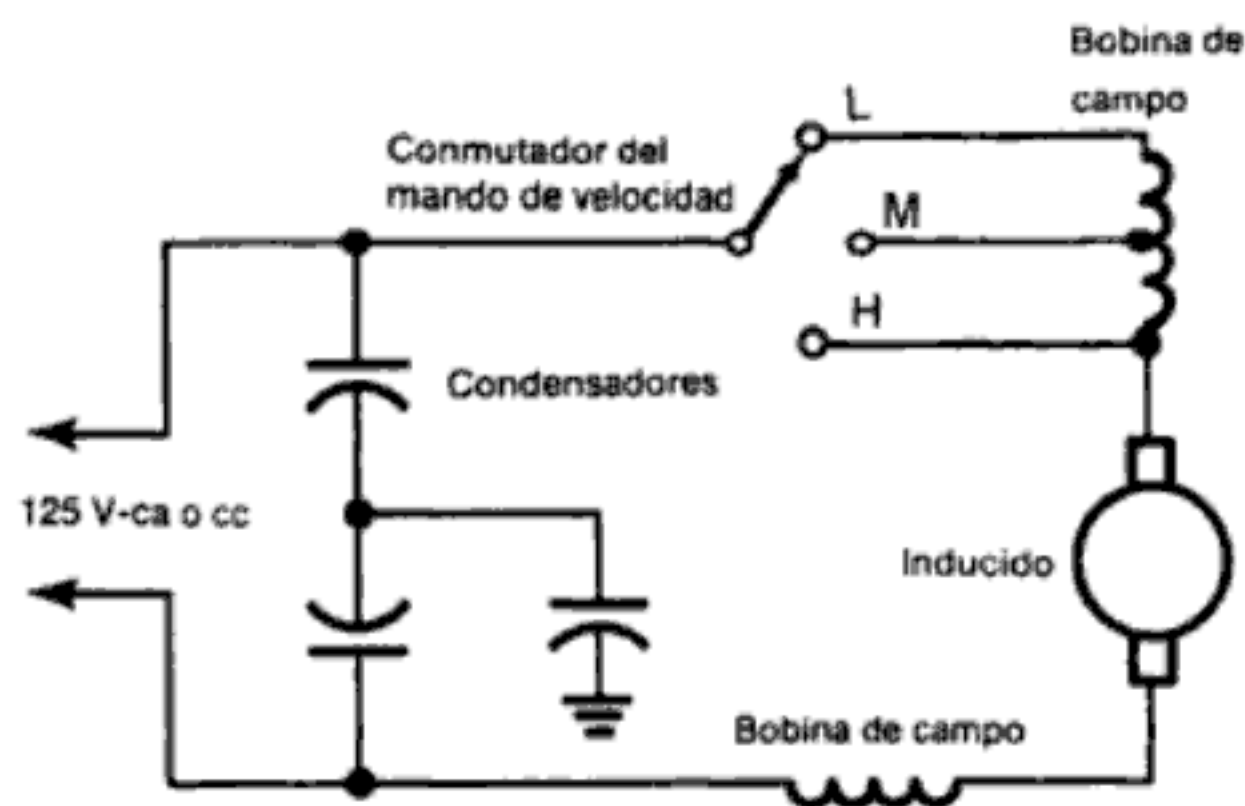 Bobina de
campo
L
Conmutador del
mando de velocidad
M
H
Condensadores
125 V-ca o cc
Inducido
Bobina de campo